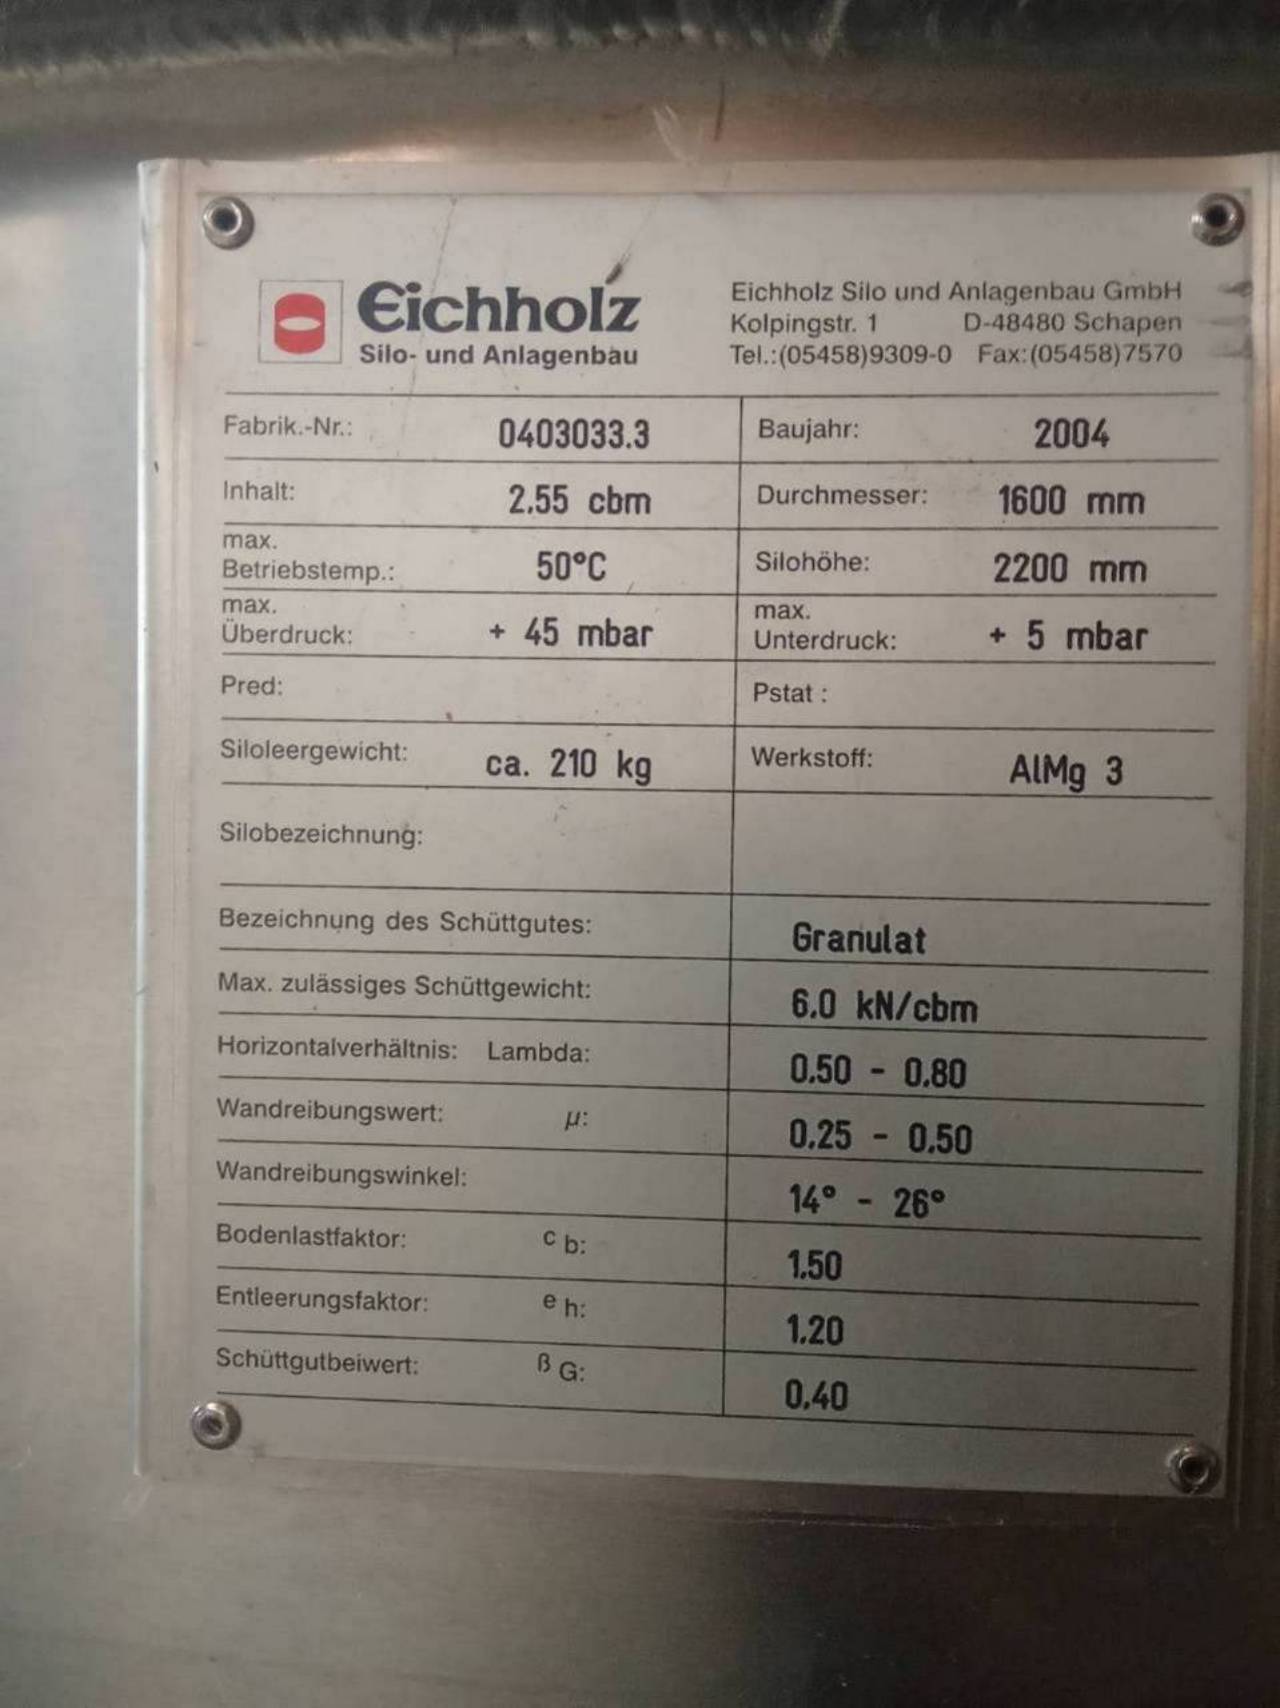 Eichholz
Silo- und Anlagenbau
Eichholz Silo und Anlagenbau GmbH
Kolpingstr. 1 D-48480 Schapen
Tel.:(05458)9309-0 Fax:(05458)7570
Fabrik.-Nr.: 0403033.3 Baujahr: 2004
Inhalt: 2.55 cbm Durchmesser: 1600 mm
max.
Betriebstemp.: 50°C Silohöhe: 2200 mm
max. max.
Überdruck: + 45 mbar Unterdruck: + 5 mbar
Pred: Pstat :
Siloleergewicht: ca. 210 kg Werkstoff: AlMg 3
Silobezeichnung:
Bezeichnung des Schüttgutes: Granulat
Max. zulässiges Schüttgewicht: 6.0 kN/cbm
Horizontalverhältnis: Lambda: 0.50 - 0.80
Wandreibungswert: µ: 0.25 - 0.50
Wandreibungswinkel: 14° - 26°
Bodenlastfaktor: c b: 1.50
Entleerungsfaktor: e h: 1.20
Schüttgutbeiwert: ß G: 0.40